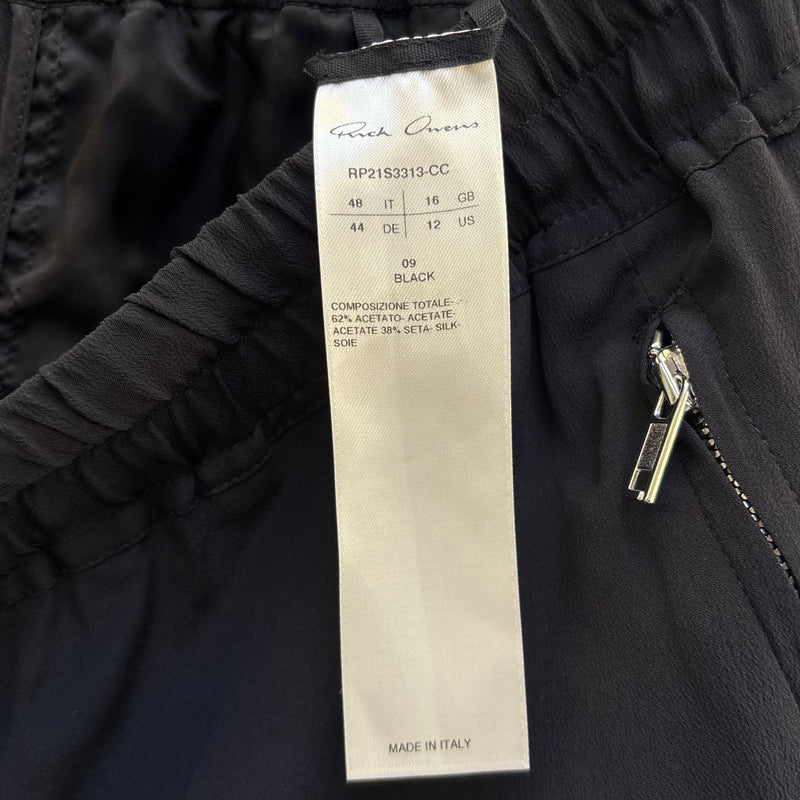 Rick Owens
RP21S3313-CC
48 IT 16 GB
44 DE 12 US
09
BLACK
COMPOSIZIONE TOTALE-
62% ACETATO- ACETATE-
ACETATE 38% SETA- SILK-
SOIE
MADE IN ITALY